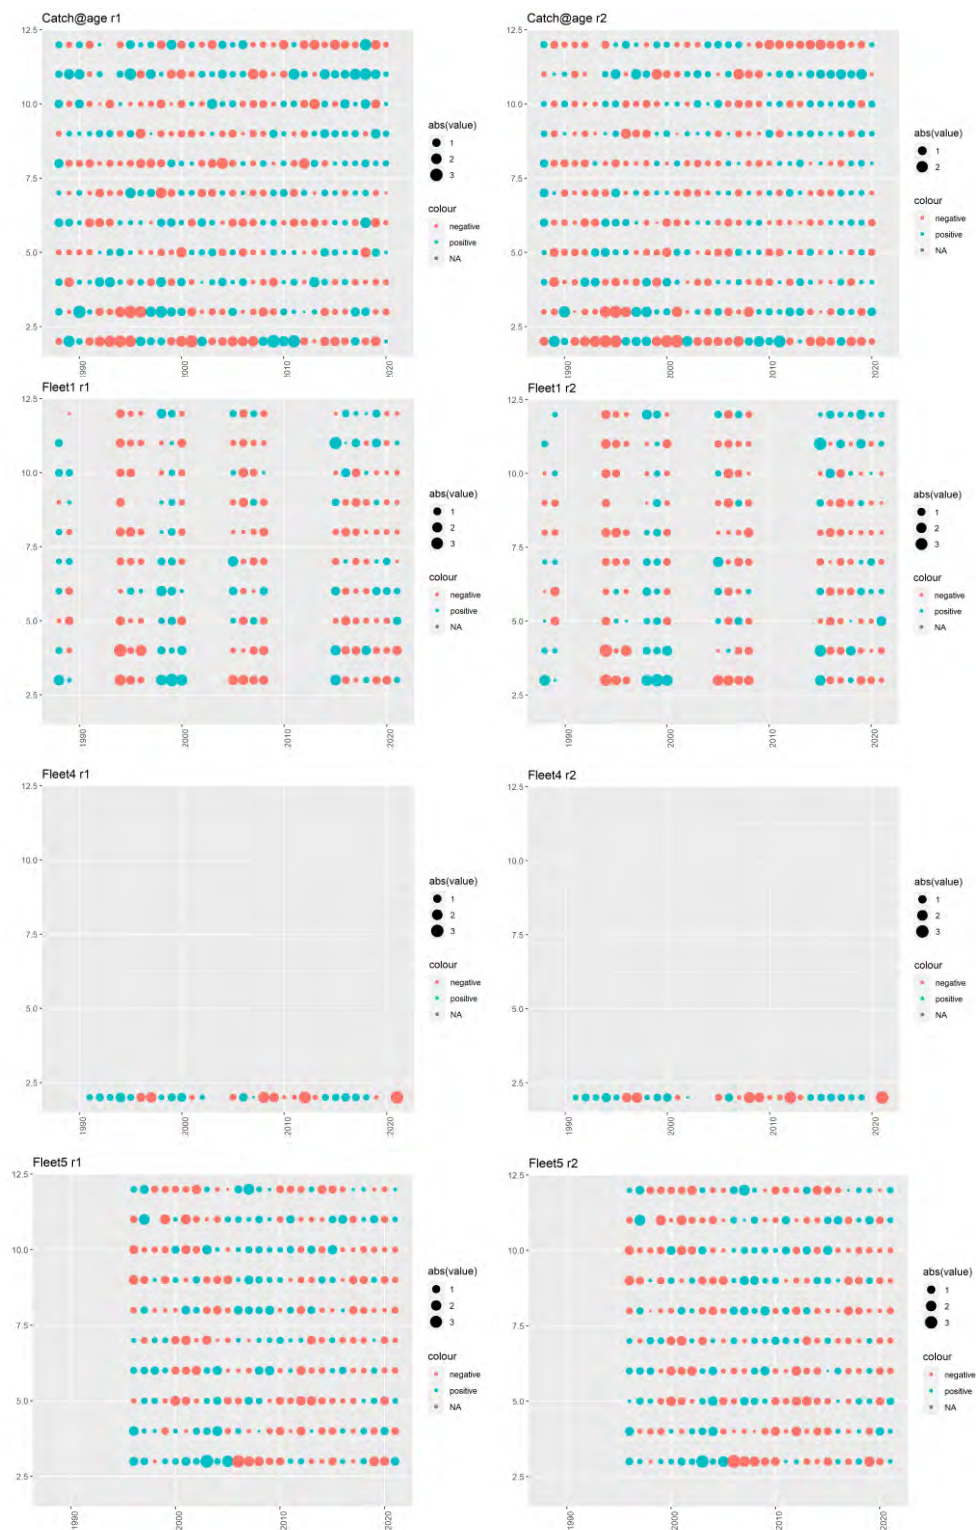 Catch@age r1
12.5
10.0
7.5
5.0
2.5
1990
2000
2010
2020
abs(value)
1
2
3
colour
negative
positive
NA
Catch@age r2
12.5
10.0
7.5
5.0
2.5
1990
2000
2010
2020
abs(value)
1
2
colour
negative
positive
NA
Fleet1 r1
12.5
10.0
7.5
5.0
2.5
1990
2000
2010
2020
abs(value)
1
2
3
colour
negative
positive
NA
Fleet1 r2
12.5
10.0
7.5
5.0
2.5
1990
2000
2010
2020
abs(value)
1
2
3
colour
negative
positive
NA
Fleet4 r1
12.5
10.0
7.5
5.0
2.5
1990
2000
2010
2020
abs(value)
1
2
3
colour
negative
positive
NA
Fleet4 r2
12.5
10.0
7.5
5.0
2.5
1990
2000
2010
2020
abs(value)
1
2
3
colour
negative
positive
NA
Fleet5 r1
12.5
10.0
7.5
5.0
2.5
1990
2000
2010
2020
abs(value)
1
2
3
colour
negative
positive
NA
Fleet5 r2
12.5
10.0
7.5
5.0
2.5
1990
2000
2010
2020
abs(value)
1
2
3
colour
negative
positive
NA